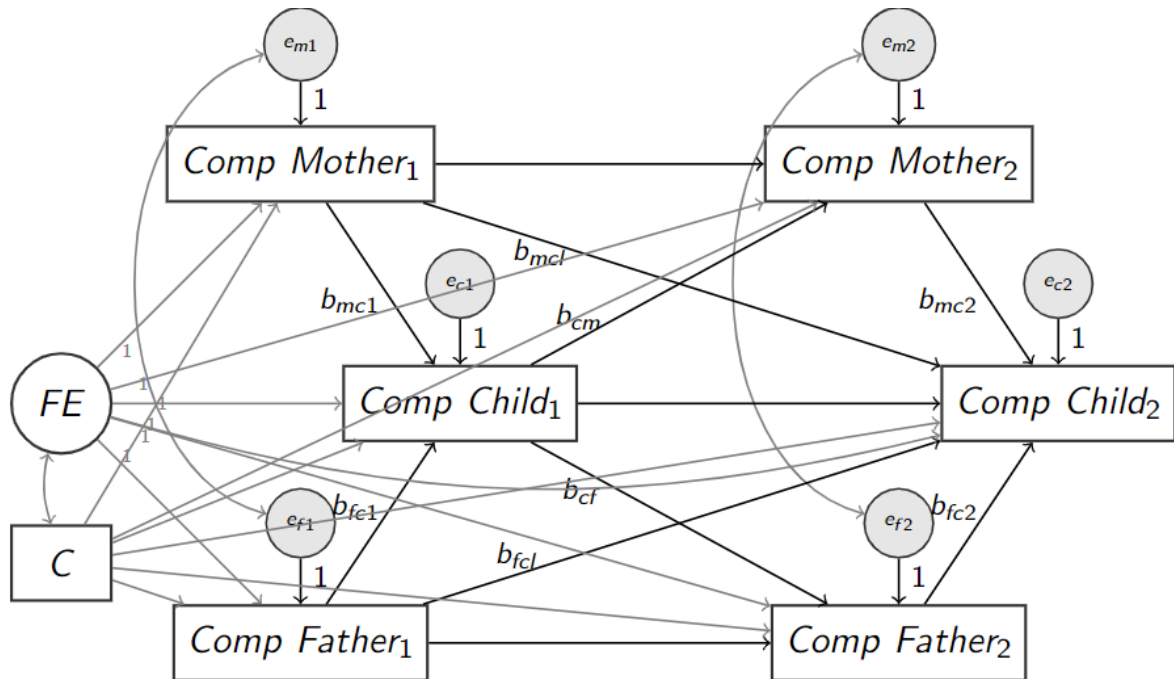 e_{m1}
e_{m2}
1
1
Comp Mother_1
Comp Mother_2
b_{mcl}
e_{c1}
e_{c2}
b_{mc1}
b_{cm}
b_{mc2}
1
1
1
1
1
FE
Comp Child_1
Comp Child_2
1
1
1
b_{cf}
b_{fc1}
b_{fc2}
e_{f1}
e_{f2}
b_{fcl}
C
1
1
Comp Father_1
Comp Father_2